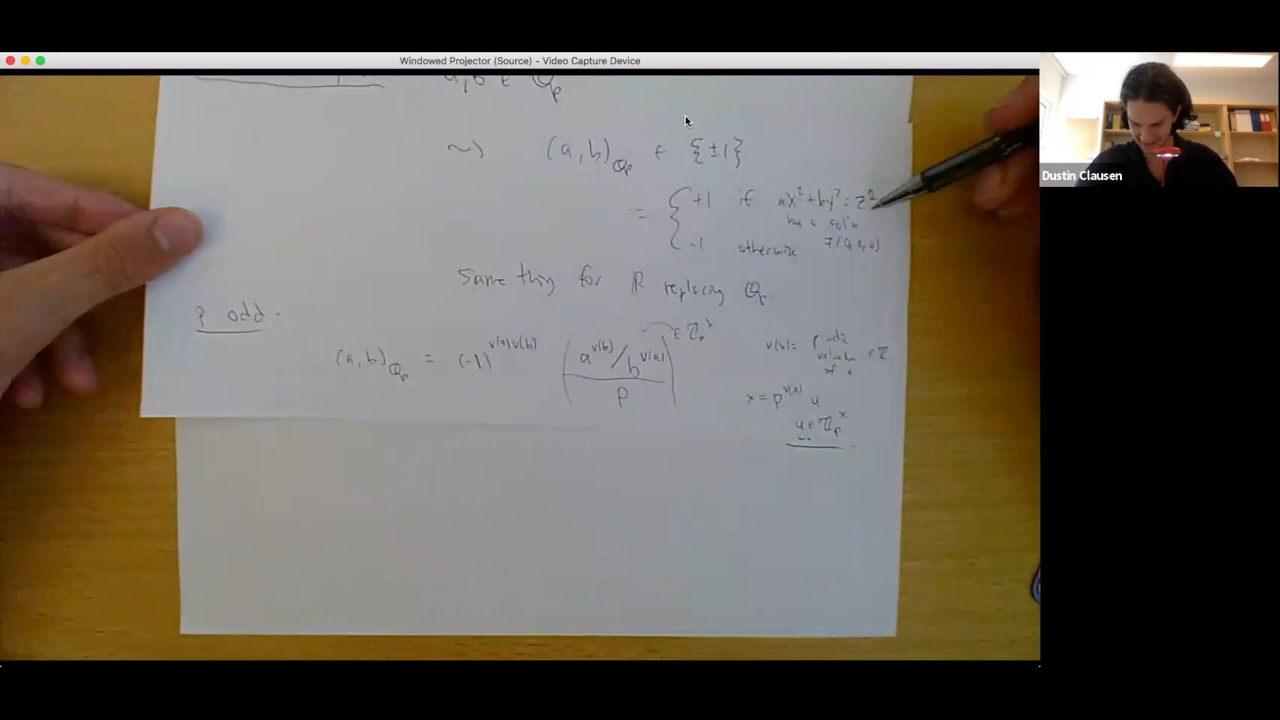 Windowed Projector (Source) - Video Capture Device
Dustin Clausen
a, b ∈ Q_p
⇝ (a, b)_{Q_p} ∈ {±1}
:= { +1 if ax²+by²=z²
has a sol'n
≠(0,0,0)
-1 otherwise
Same thing for R replacing Q_p
p odd.
(a, b)_{Q_p} = (-1)^{v(a)v(b)} ( a^{v(b)}/b^{v(a)} / p ) ∈ Z_p^x
v(x) = p-adic
of x ∈ Z
x = p^{v(x)} u
u ∈ Z_p^x